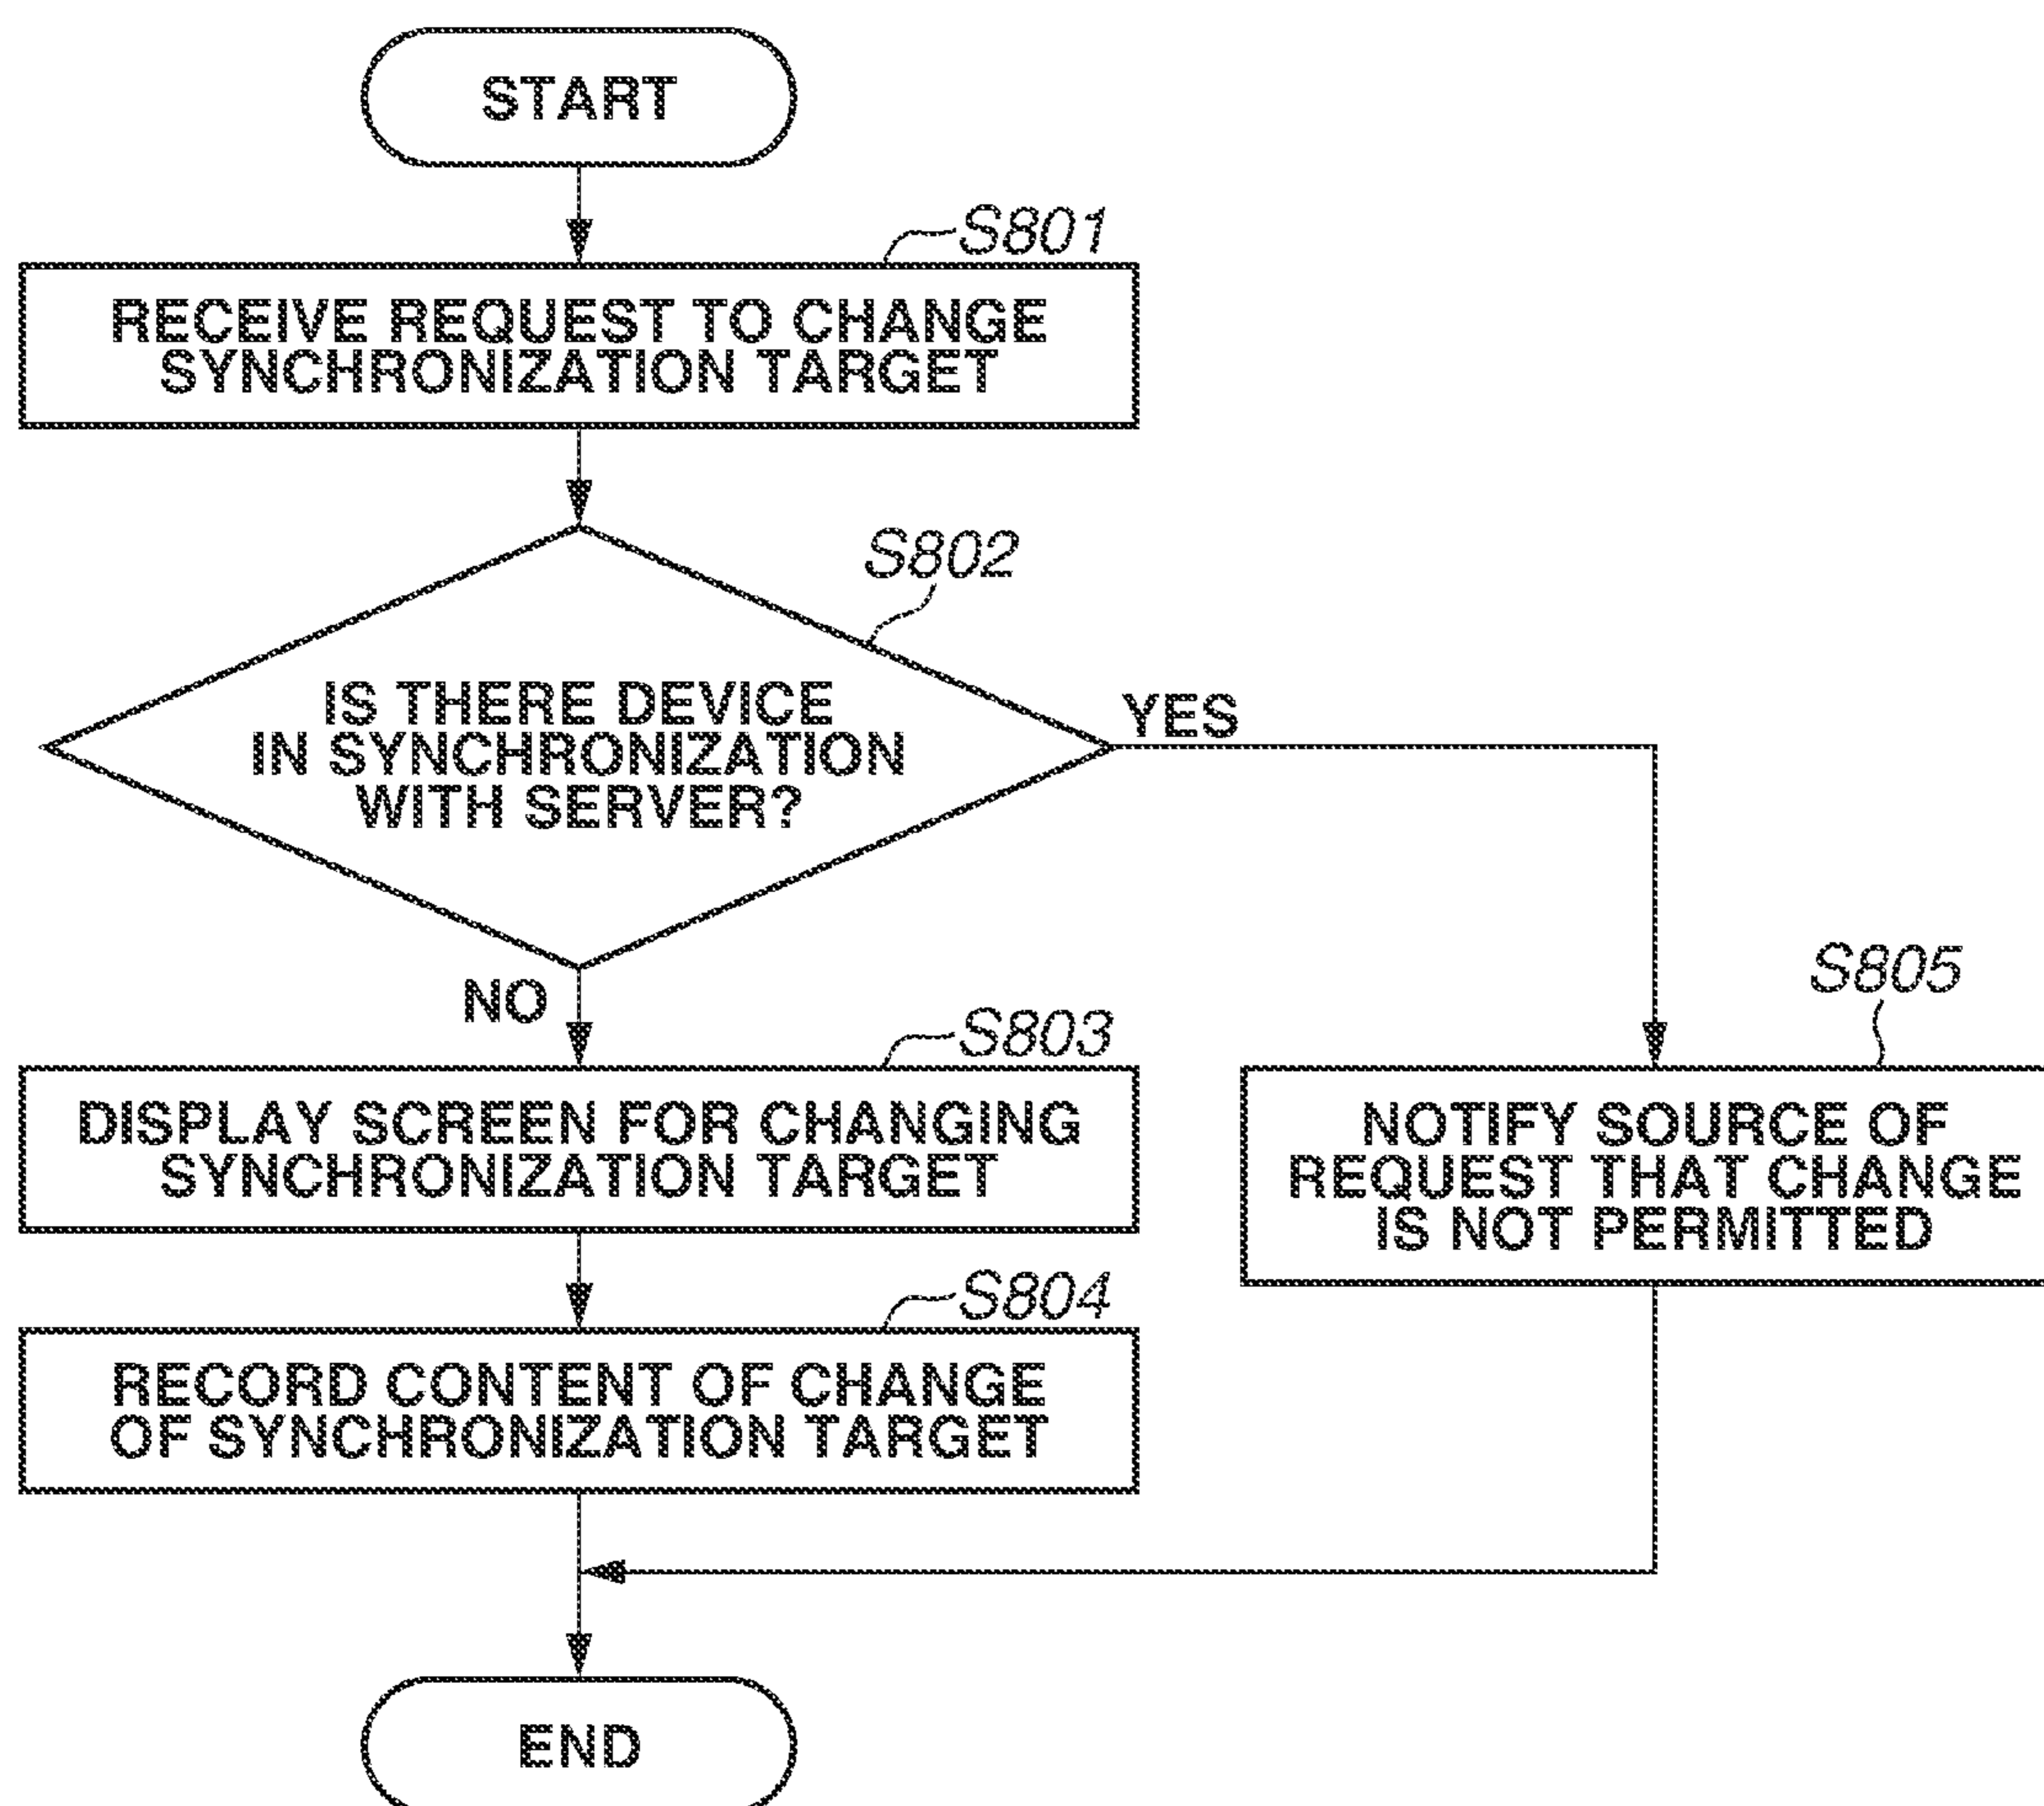 START
S801
RECEIVE REQUEST TO CHANGE
SYNCHRONIZATION TARGET
S802
IS THERE DEVICE
IN SYNCHRONIZATION
WITH SERVER?
YES
NO
S803
DISPLAY SCREEN FOR CHANGING
SYNCHRONIZATION TARGET
S805
NOTIFY SOURCE OF
REQUEST THAT CHANGE
IS NOT PERMITTED
S804
RECORD CONTENT OF CHANGE
OF SYNCHRONIZATION TARGET
END